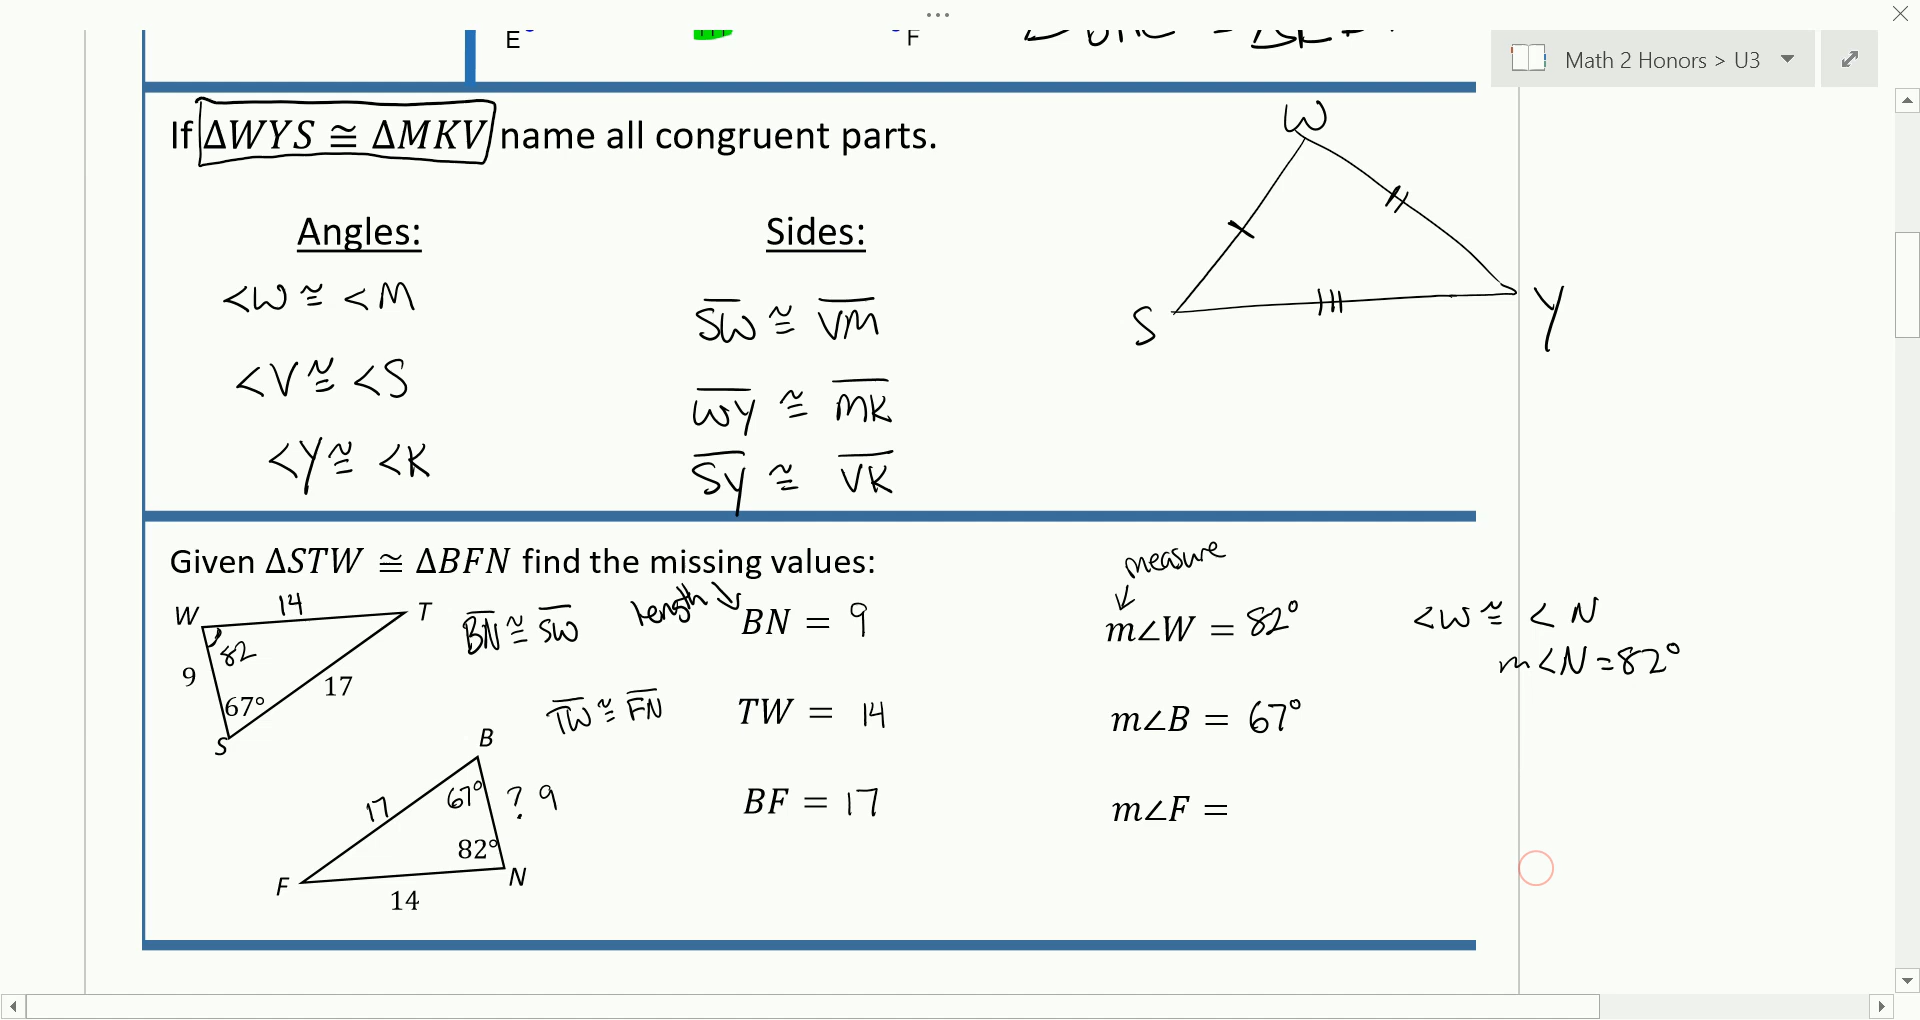 E
F
Math 2 Honors > U3
If ΔWYS ≅ ΔMKV name all congruent parts.
W
S
Y
Angles:
<W ≅ <M
<V ≅ <S
<Y ≅ <K
Sides:
SW ≅ VM
WY ≅ MK
SY ≅ VK
Given ΔSTW ≅ ΔBFN find the missing values:
W 14 T
82
9
67°
17
S
BN ≅ SW
TW ≅ FN
B
17
67°
? 9
82°
F
N
14
length
BN = 9
TW = 14
BF = 17
measure
m∠W = 82°
m∠B = 67°
m∠F =
<W ≅ <N
m<N = 82°